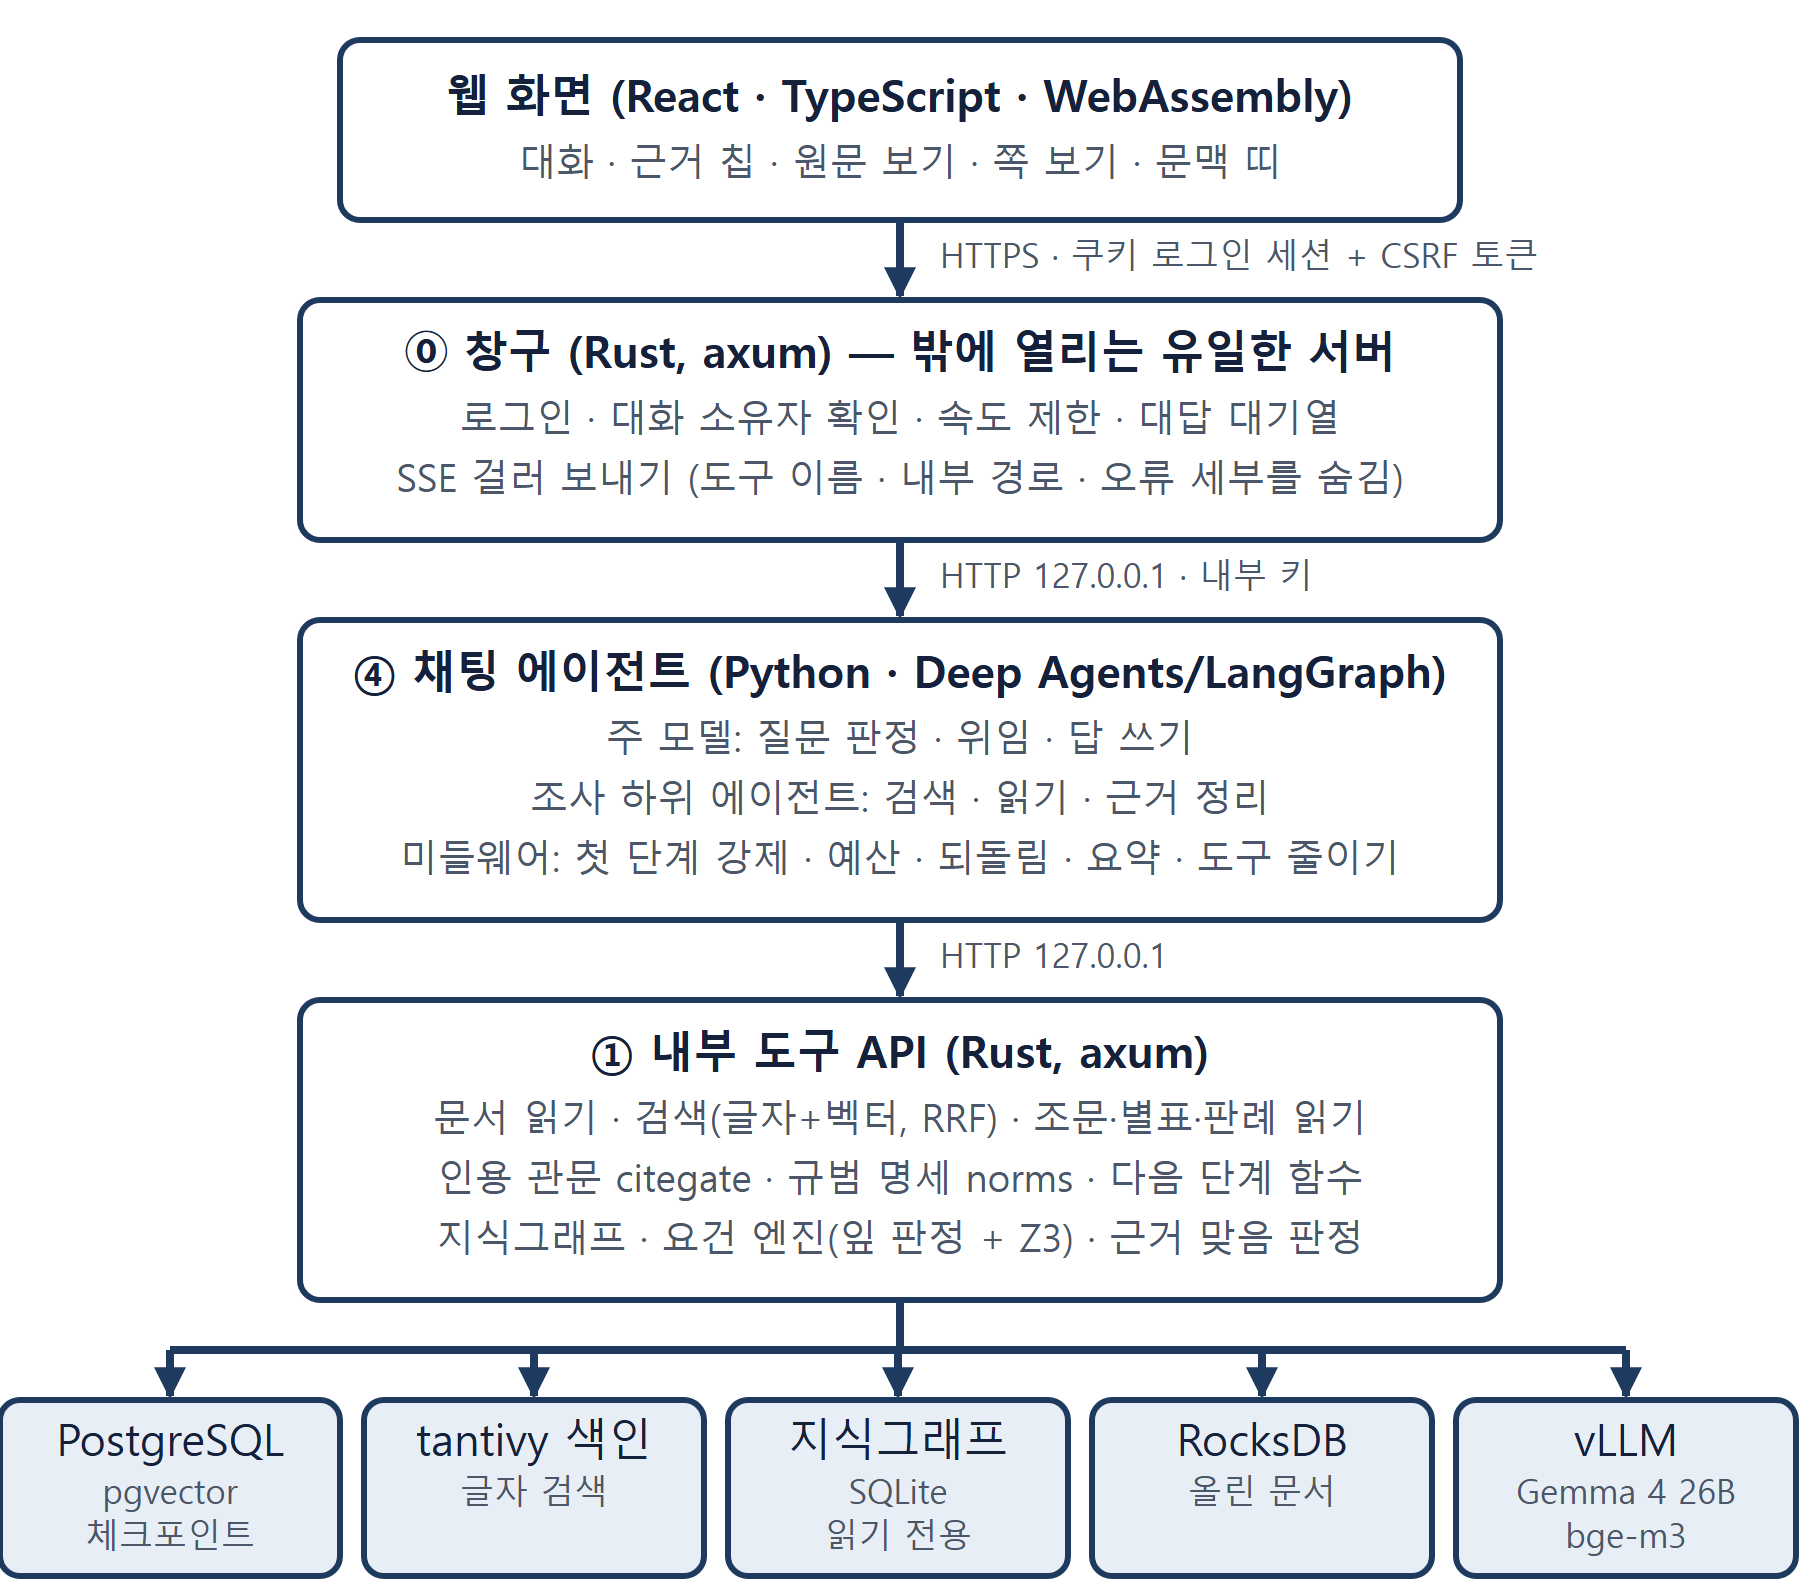 웹 화면 (React · TypeScript · WebAssembly)
대화 · 근거 칩 · 원문 보기 · 쪽 보기 · 문맥 띠
HTTPS · 쿠키 로그인 세션 + CSRF 토큰
⓪ 창구 (Rust, axum) — 밖에 열리는 유일한 서버
로그인 · 대화 소유자 확인 · 속도 제한 · 대답 대기열
SSE 걸러 보내기 (도구 이름 · 내부 경로 · 오류 세부를 숨김)
HTTP 127.0.0.1 · 내부 키
④ 채팅 에이전트 (Python · Deep Agents/LangGraph)
주 모델: 질문 판정 · 위임 · 답 쓰기
조사 하위 에이전트: 검색 · 읽기 · 근거 정리
미들웨어: 첫 단계 강제 · 예산 · 되돌림 · 요약 · 도구 줄이기
HTTP 127.0.0.1
① 내부 도구 API (Rust, axum)
문서 읽기 · 검색(글자+벡터, RRF) · 조문·별표·판례 읽기
인용 관문 citegate · 규범 명세 norms · 다음 단계 함수
지식그래프 · 요건 엔진(잎 판정 + Z3) · 근거 맞음 판정
PostgreSQL
pgvector
체크포인트
tantivy 색인
글자 검색
지식그래프
SQLite
읽기 전용
RocksDB
올린 문서
vLLM
Gemma 4 26B
bge-m3